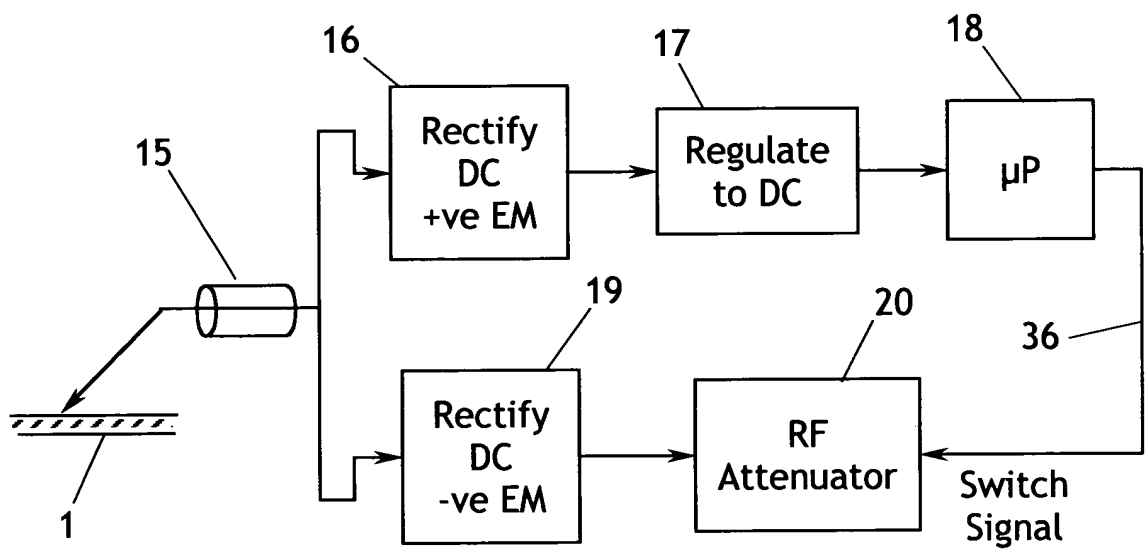 16
17
18
15
Rectify
DC
+ve EM
Regulate
to DC
µP
19
20
36
Rectify
DC
-ve EM
RF
Attenuator
Switch
Signal
1